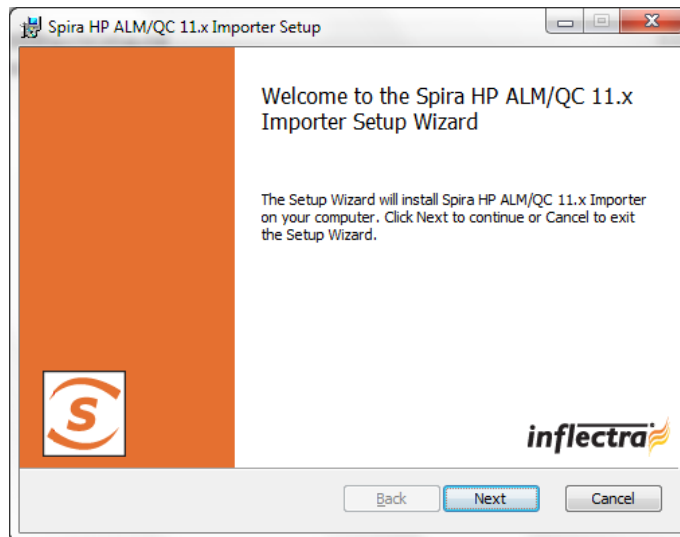 Spira HP ALM/QC 11.x Importer Setup
Welcome to the Spira HP ALM/QC 11.x
Importer Setup Wizard
The Setup Wizard will install Spira HP ALM/QC 11.x Importer
on your computer. Click Next to continue or Cancel to exit
the Setup Wizard.
S
inflectra
Back
Next
Cancel